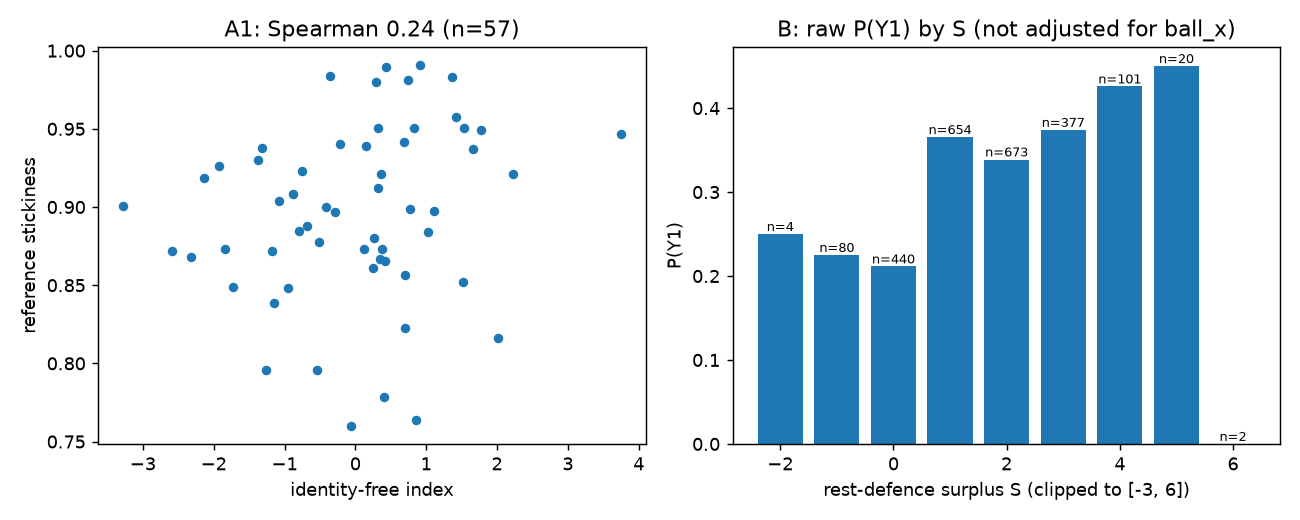 A1: Spearman 0.24 (n=57)
1.00
0.95
0.90
0.85
0.80
0.75
reference stickiness
−3 −2 −1 0 1 2 3 4
identity-free index
B: raw P(Y1) by S (not adjusted for ball_x)
0.4
0.3
0.2
0.1
0.0
P(Y1)
n=4
n=80
n=440
n=654
n=673
n=377
n=101
n=20
n=2
−2 0 2 4 6
rest-defence surplus S (clipped to [-3, 6])